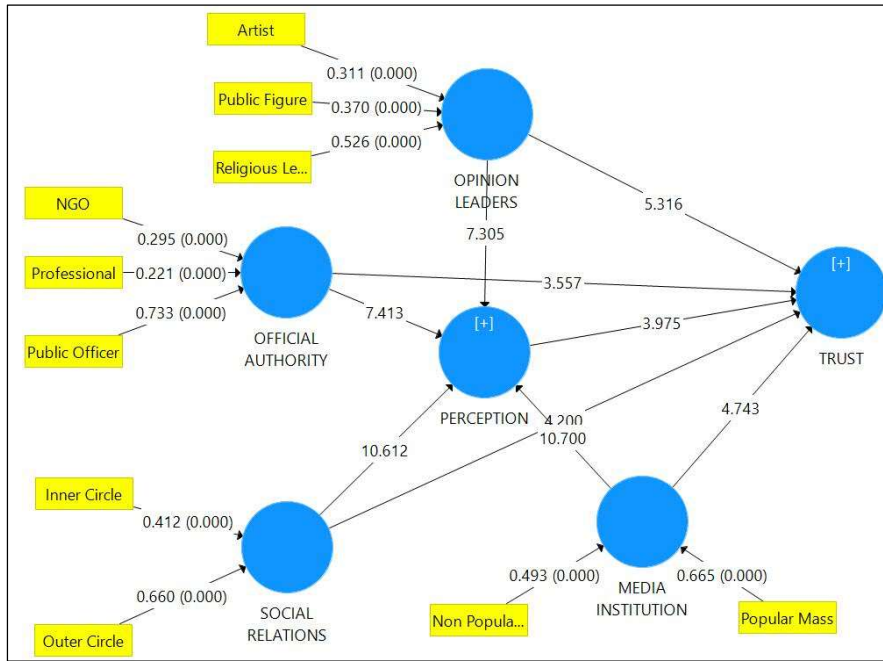 Artist
0.311 (0.000)
Public Figure
0.370 (0.000)
0.526 (0.000)
Religious Le...
OPINION
LEADERS
NGO
0.295 (0.000)
Professional
0.221 (0.000)
0.733 (0.000)
Public Officer
OFFICIAL
AUTHORITY
7.305
5.316
3.557
7.413
[+]
PERCEPTION
3.975
[+]
TRUST
4.200
10.700
4.743
10.612
Inner Circle
0.412 (0.000)
0.660 (0.000)
Outer Circle
SOCIAL
RELATIONS
0.493 (0.000)
Non Popula...
MEDIA
INSTITUTION
0.665 (0.000)
Popular Mass